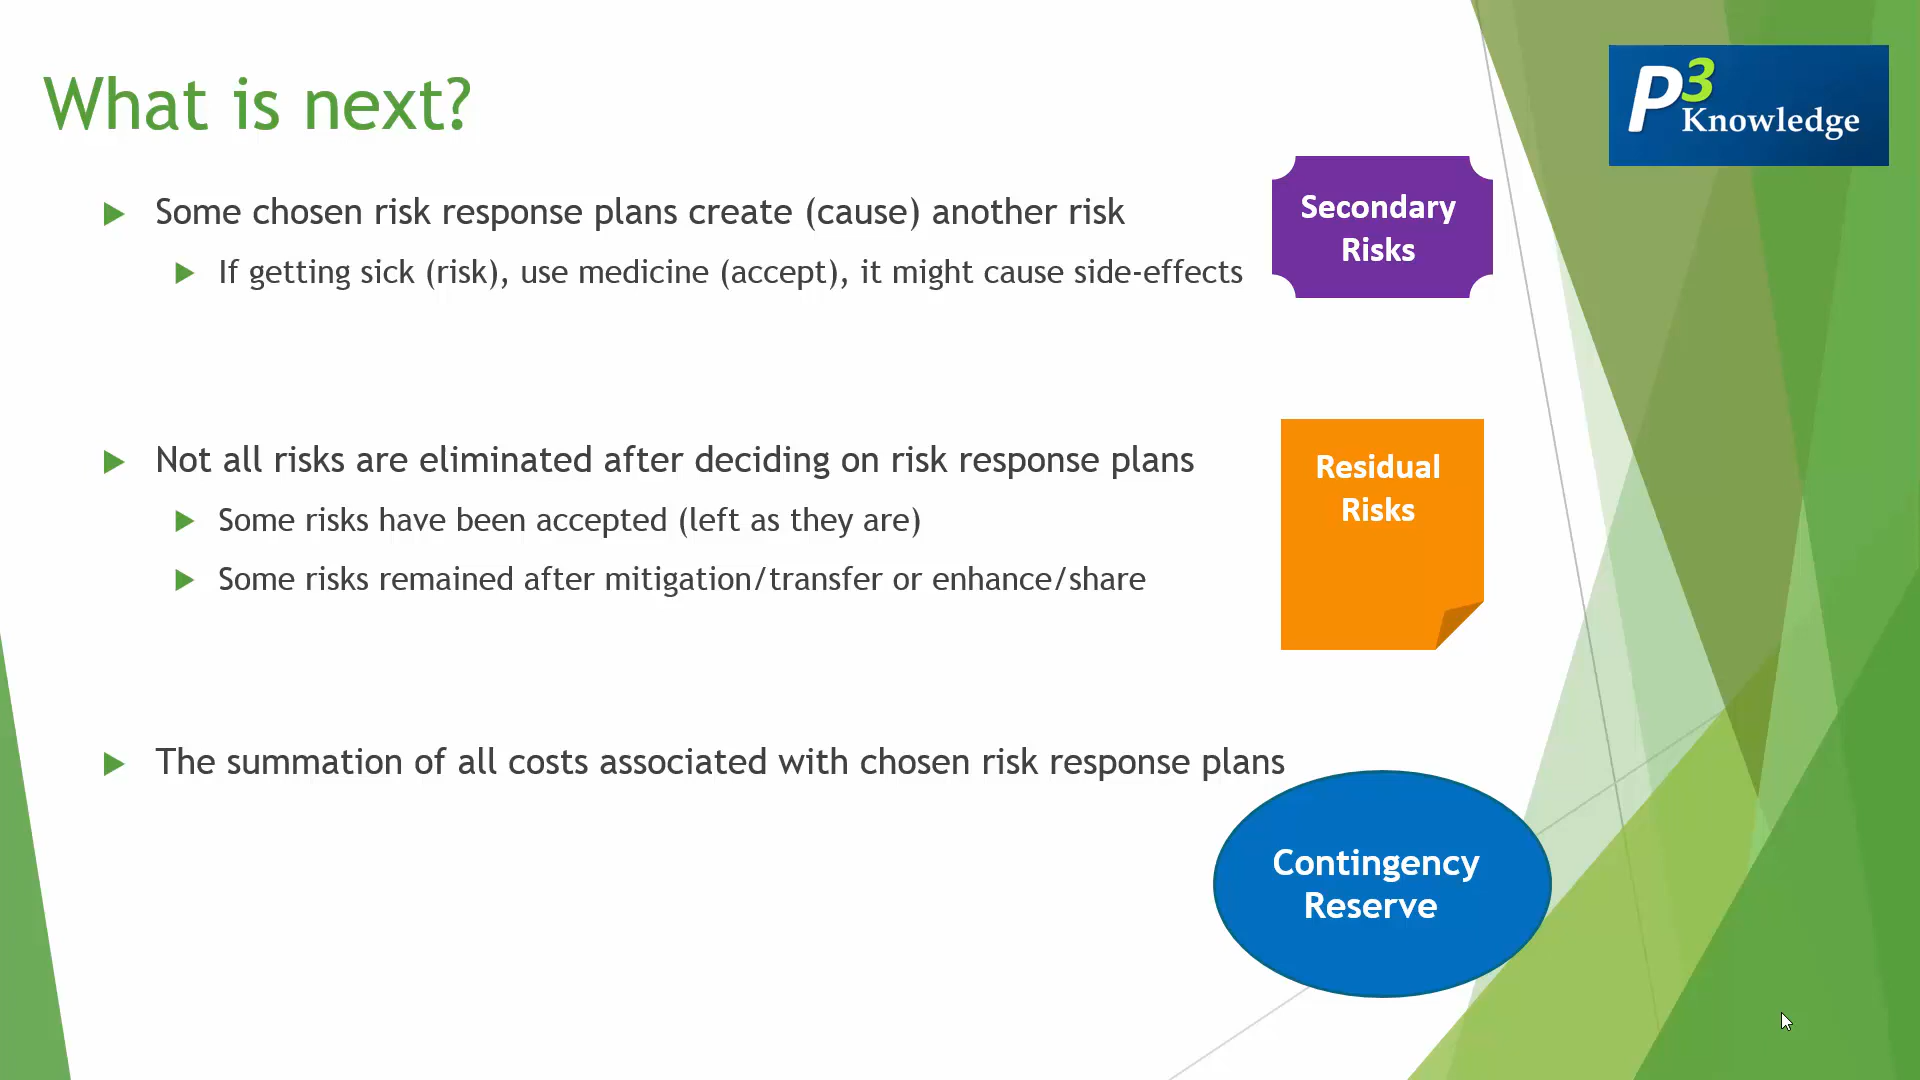 What is next?
P3 Knowledge
Some chosen risk response plans create (cause) another risk
If getting sick (risk), use medicine (accept), it might cause side-effects
Secondary
Risks
Not all risks are eliminated after deciding on risk response plans
Some risks have been accepted (left as they are)
Some risks remained after mitigation/transfer or enhance/share
Residual
Risks
The summation of all costs associated with chosen risk response plans
Contingency
Reserve